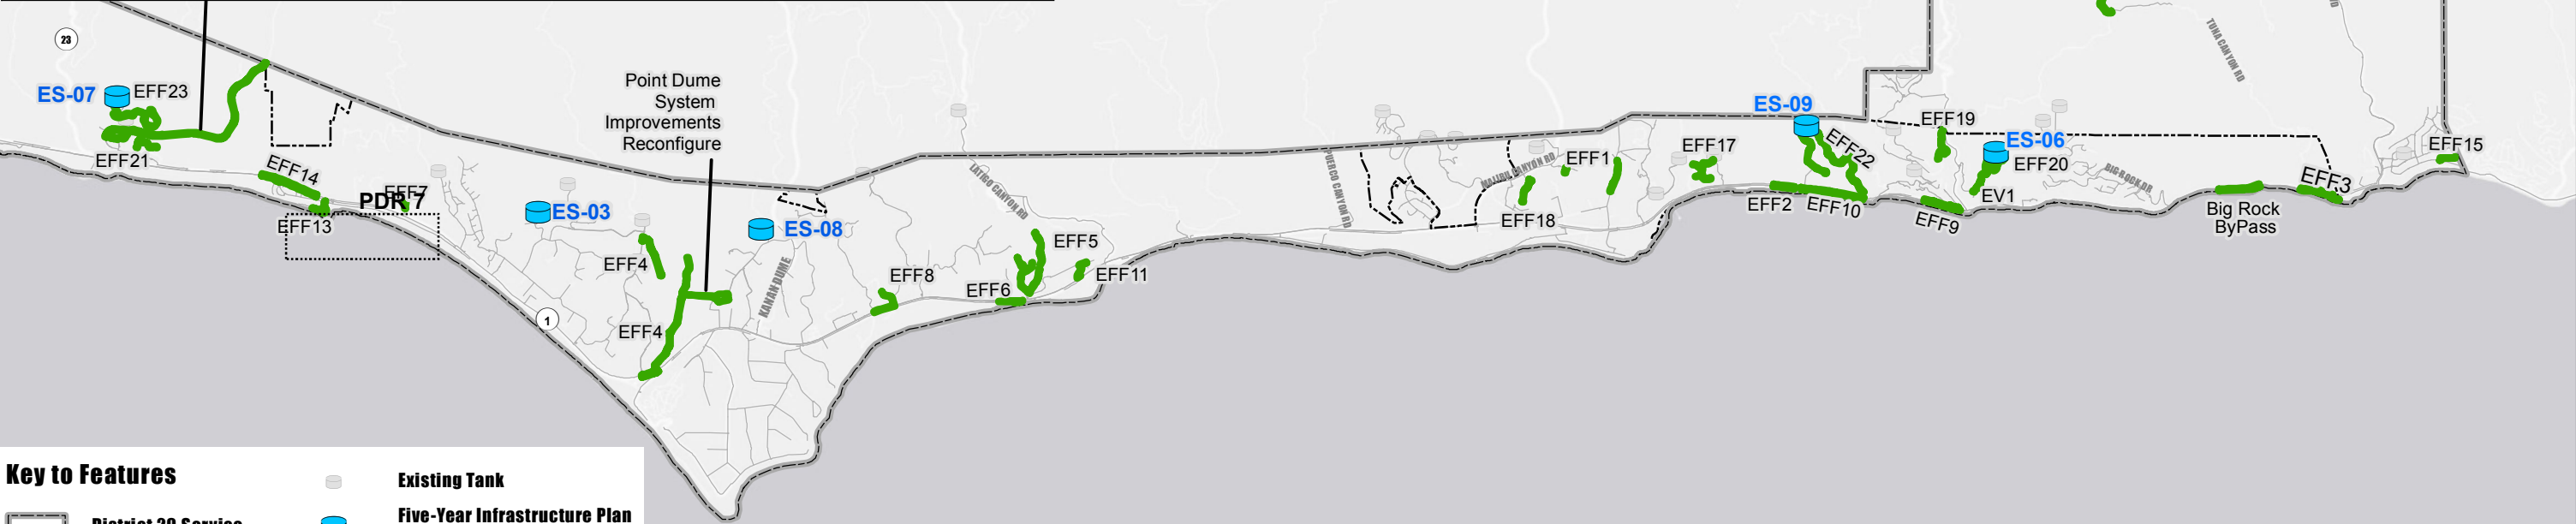 23
ES-07
EFF23
EFF21
EFF14
EFF7
PDR 7
EFF13
ES-03
Point Dume
System
Improvements
Reconfigure
ES-08
EFF4
EFF4
1
KANAN DUME
EFF8
LATIGO CANYON RD
EFF5
EFF6
EFF11
PUERCO CANYON RD
MALIBU CANYON RD
EFF1
EFF18
EFF17
ES-09
EFF22
EFF2
EFF10
EFF19
ES-06
EFF20
EV1
EFF9
BIG ROCK DR
TUNA CANYON RD
Big Rock
ByPass
EFF3
EFF15
Key to Features
Existing Tank
District 29 Service
Five-Year Infrastructure Plan